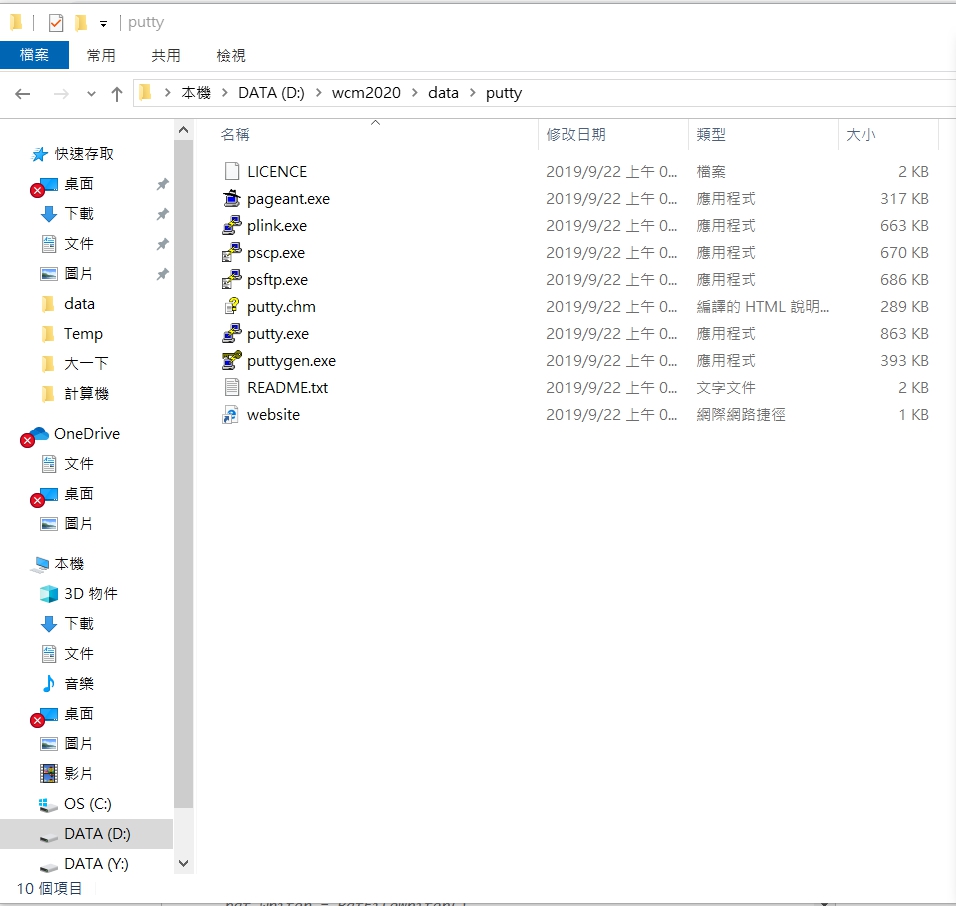 putty
檔案 常用 共用 檢視
本機 DATA (D:) wcm2020 data putty
名稱 修改日期 類型 大小
快速存取
桌面
下載
文件
圖片
data
Temp
大一下
計算機
OneDrive
文件
桌面
圖片
本機
3D 物件
下載
文件
音樂
桌面
圖片
影片
OS (C:)
DATA (D:)
DATA (Y:)
LICENCE 2019/9/22 上午 0... 檔案 2 KB
pageant.exe 2019/9/22 上午 0... 應用程式 317 KB
plink.exe 2019/9/22 上午 0... 應用程式 663 KB
pscp.exe 2019/9/22 上午 0... 應用程式 670 KB
psftp.exe 2019/9/22 上午 0... 應用程式 686 KB
putty.chm 2019/9/22 上午 0... 編譯的 HTML 說明... 289 KB
putty.exe 2019/9/22 上午 0... 應用程式 863 KB
puttygen.exe 2019/9/22 上午 0... 應用程式 393 KB
README.txt 2019/9/22 上午 0... 文字文件 2 KB
website 2019/9/22 上午 0... 網際網路捷徑 1 KB
10 個項目